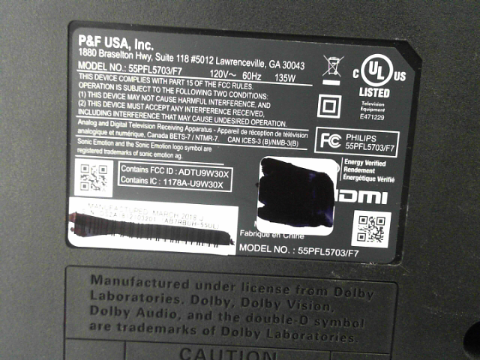 P&F USA, Inc.
1880 Braselton Hwy. Suite 118 #5012 Lawrenceville, GA 30043
MODEL NO.: 55PFL5703/F7 120V~ 60Hz 135W
THIS DEVICE COMPLIES WITH PART 15 OF THE FCC RULES.
OPERATION IS SUBJECT TO THE FOLLOWING TWO CONDITIONS:
(1) THIS DEVICE MAY NOT CAUSE HARMFUL INTERFERENCE, AND
(2) THIS DEVICE MUST ACCEPT ANY INTERFERENCE RECEIVED,
INCLUDING INTERFERENCE THAT MAY CAUSE UNDESIRED OPERATION.
Analog and Digital Television Receiving Apparatus - Appareil de réception de télévision
analogique et numérique, Canada BETS-7 / NTMR-7. CAN ICES-3 (B)/NMB-3(B)
Sonic Emotion and the Sonic Emotion logo symbol are
registered trademarks of sonic emotion ag.
C UL US
LISTED
Television
Equipment
E471229
FC PHILIPS
55PFL5703/F7
Energy Verified
Rendement
Énergétique Vérifié
Contains FCC ID : ADTU9W30X
Contains IC : 1178A-U9W30X
HDMI
MANUFACTURED: MARCH
Fabriqué en Chine
MODEL NO.: 55PFL5703/F7
Manufactured under license from Dolby
Laboratories. Dolby, Dolby Vision,
Dolby Audio, and the double-D symbol
are trademarks of Dolby Laboratories
CAUTION